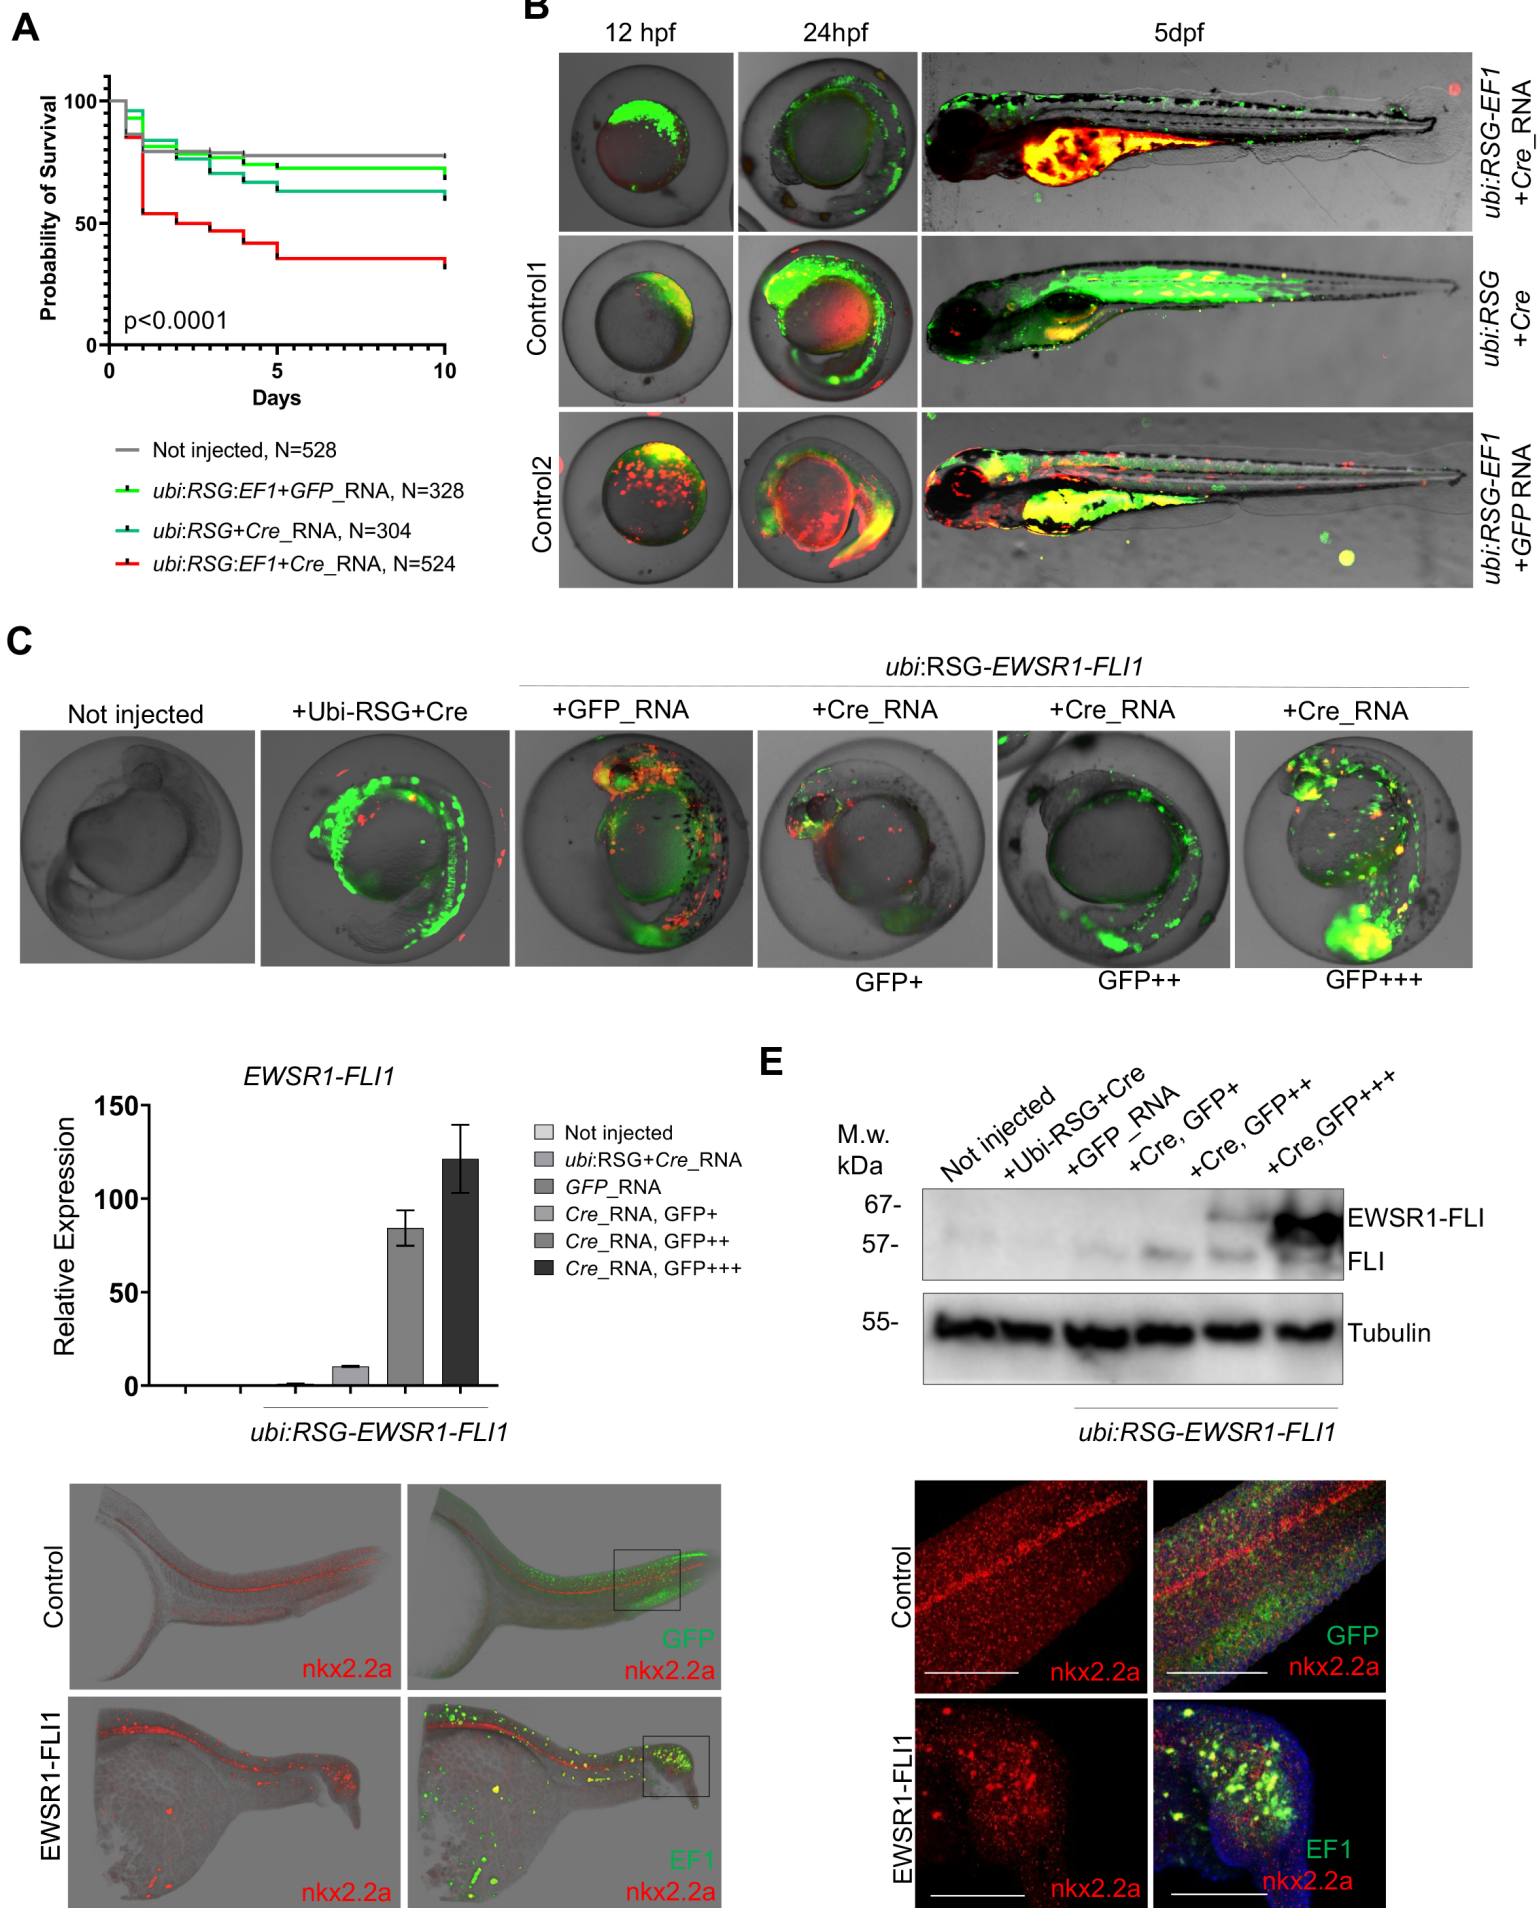 A
B
12 hpf
24hpf
5dpf
Probability of Survival
100
50
0
p<0.0001
0
5
10
Days
Not injected, N=528
ubi:RSG:EF1+GFP_RNA, N=328
ubi:RSG+Cre_RNA, N=304
ubi:RSG:EF1+Cre_RNA, N=524
Control1
Control2
ubi:RSG-EF1
+Cre_RNA
ubi:RSG
+Cre
ubi:RSG-EF1
+GFP RNA
C
ubi:RSG-EWSR1-FLI1
Not injected
+Ubi-RSG+Cre
+GFP_RNA
+Cre_RNA
+Cre_RNA
+Cre_RNA
GFP+
GFP++
GFP+++
EWSR1-FLI1
Relative Expression
150
100
50
0
Not injected
ubi:RSG+Cre_RNA
GFP_RNA
Cre_RNA, GFP+
Cre_RNA, GFP++
Cre_RNA, GFP+++
ubi:RSG-EWSR1-FLI1
E
M.w.
kDa
Not injected
+Ubi-RSG+Cre
+GFP_RNA
+Cre, GFP+
+Cre, GFP++
+Cre,GFP+++
67-
57-
55-
EWSR1-FLI
FLI
Tubulin
ubi:RSG-EWSR1-FLI1
Control
nkx2.2a
GFP
nkx2.2a
EWSR1-FLI1
nkx2.2a
EF1
nkx2.2a
Control
nkx2.2a
GFP
nkx2.2a
EWSR1-FLI1
nkx2.2a
EF1
nkx2.2a